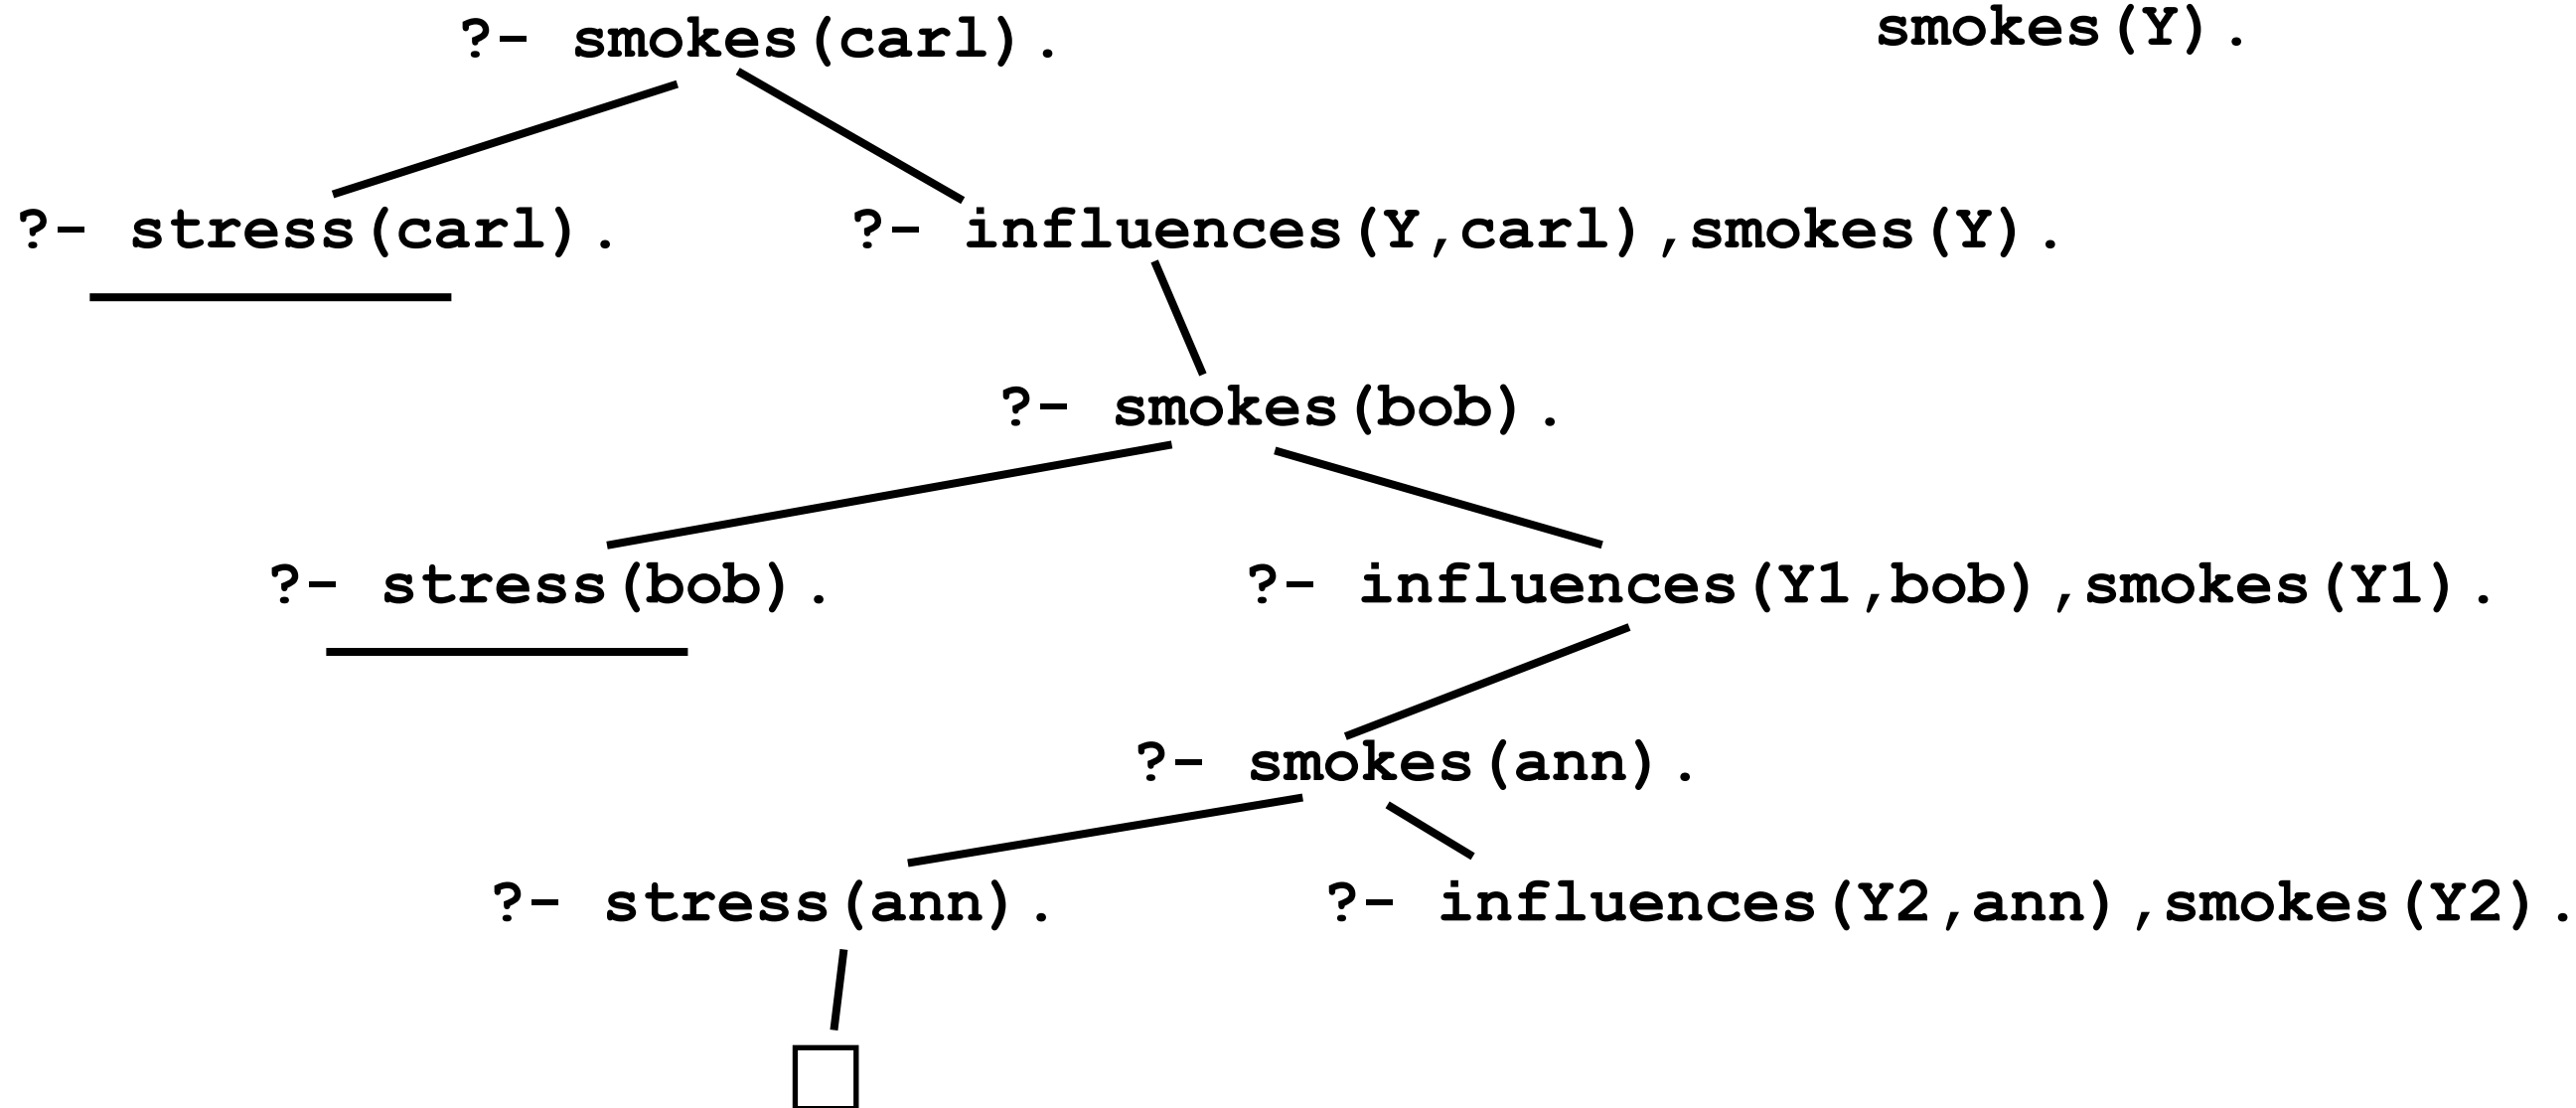 smokes(Y).
?- smokes(carl).
?- stress(carl).
?- influences(Y,carl),smokes(Y).
?- smokes(bob).
?- stress(bob).
?- influences(Y1,bob),smokes(Y1).
?- smokes(ann).
?- stress(ann).
?- influences(Y2,ann),smokes(Y2).